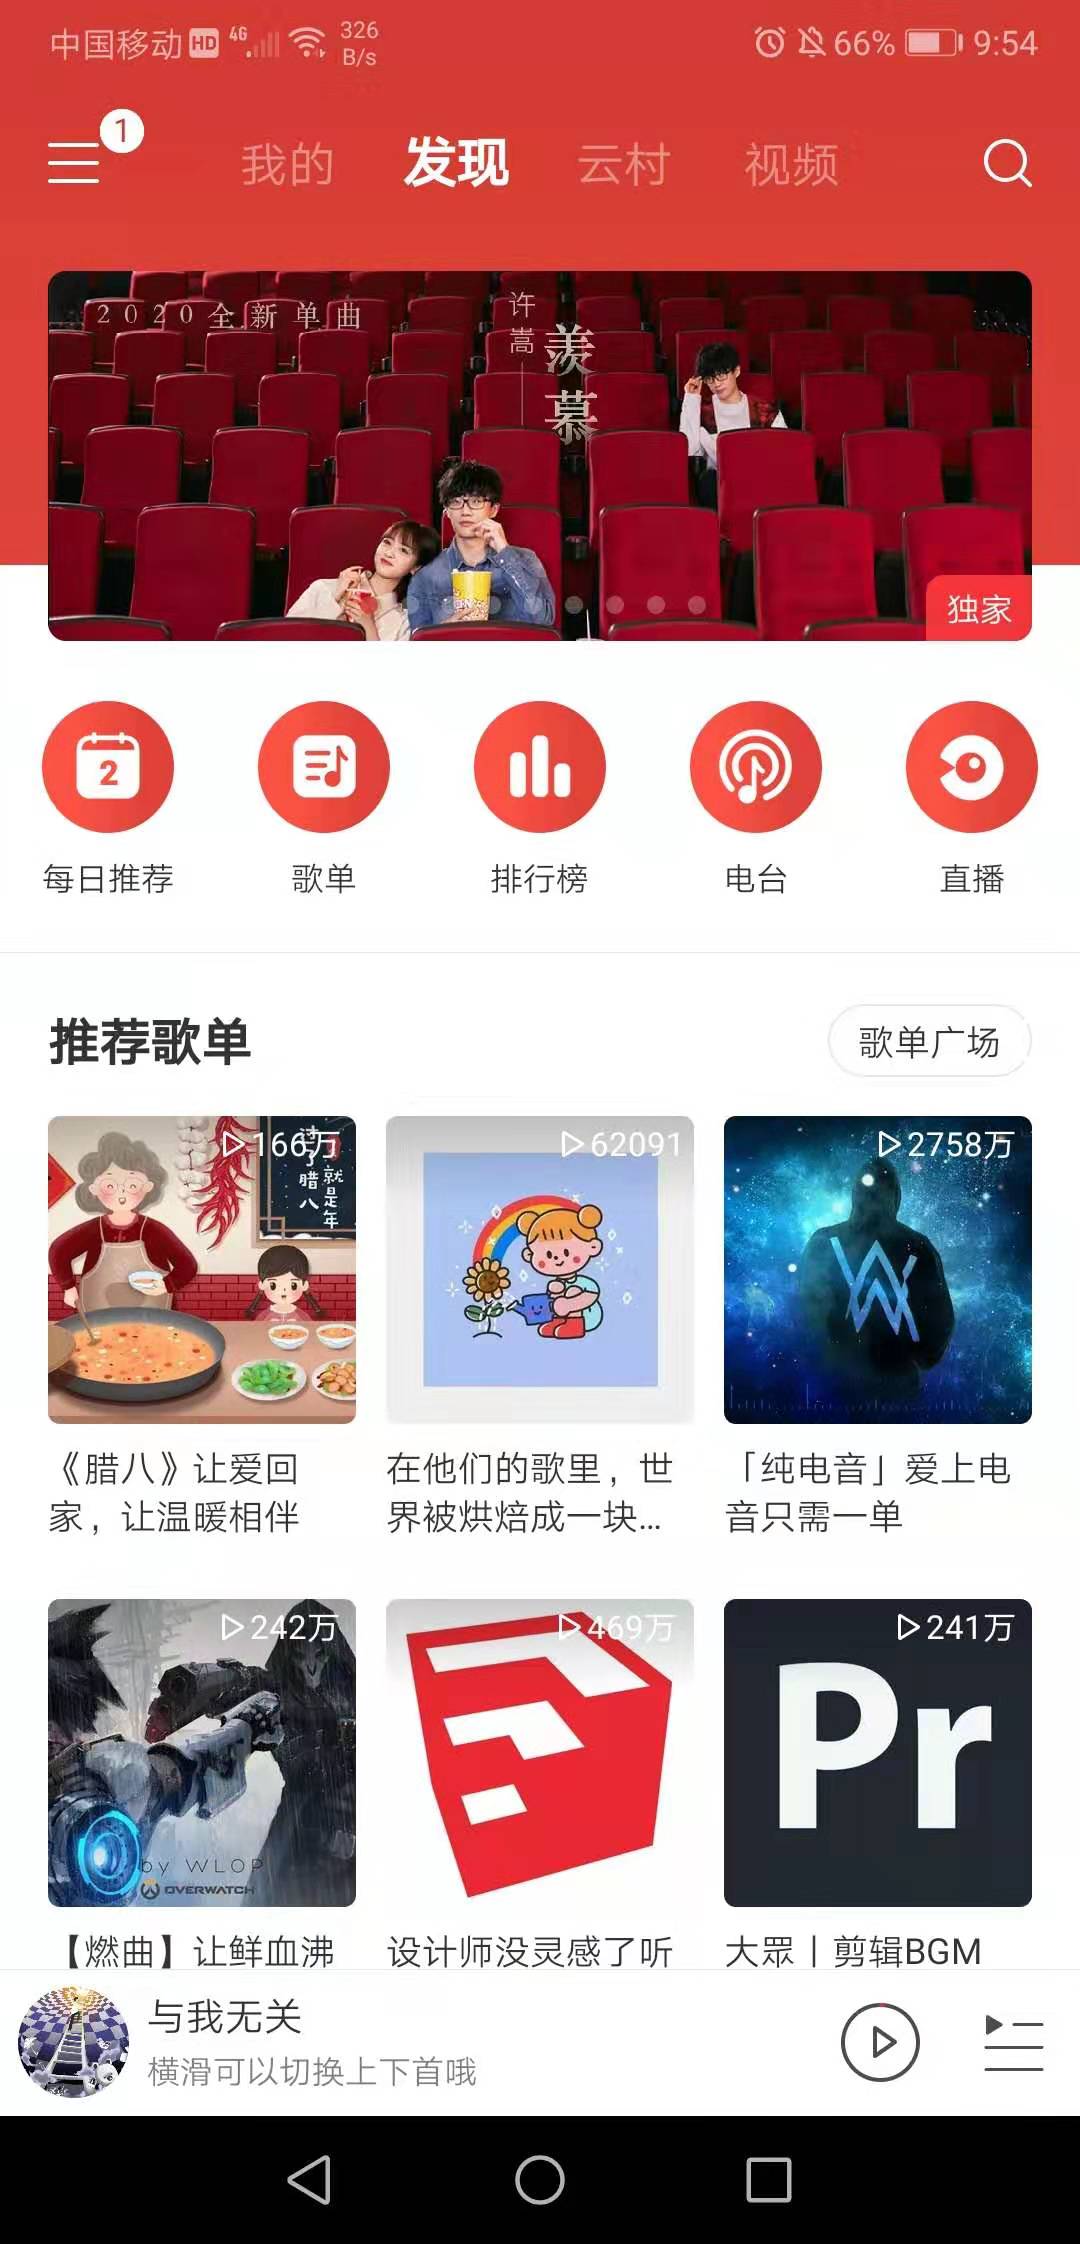 中国移动 HD 4G 326 B/s 66% 9:54
1
我的 发现 云村 视频
2020全新单曲
许嵩
羡慕
独家
2
每日推荐 歌单 排行榜 电台 直播
推荐歌单 歌单广场
166万 62091 2758万
过了腊八
就是年
《腊八》让爱回
家，让温暖相伴
在他们的歌里，世
界被烘焙成一块...
「纯电音」爱上电
音只需一单
242万 469万 241万
by WLOP
OVERWATCH
Pr
【燃曲】让鲜血沸 设计师没灵感了听 大眾丨剪辑BGM
与我无关
横滑可以切换上下首哦